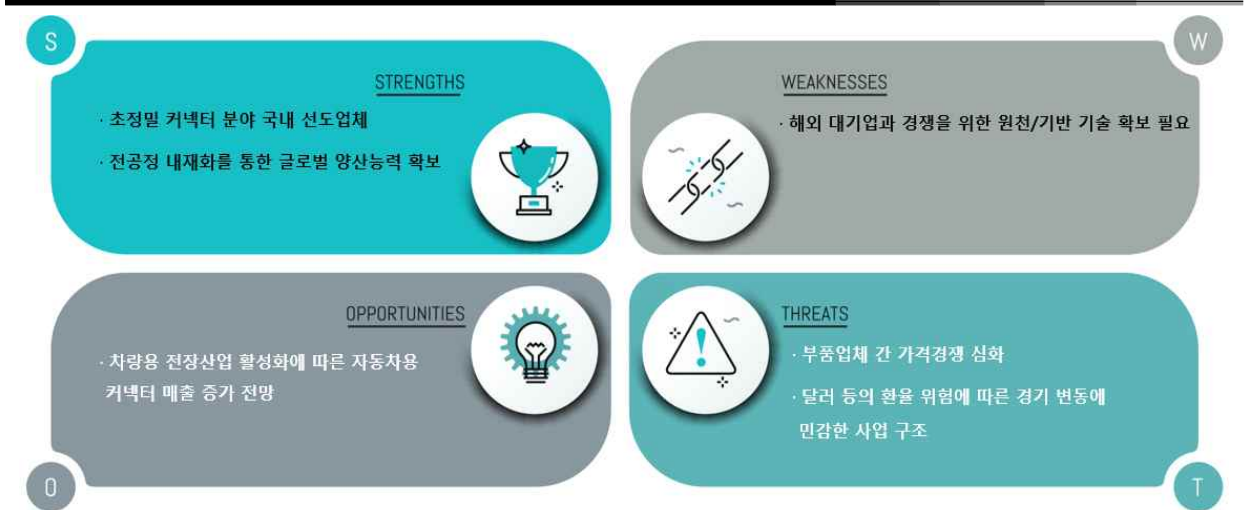 S
STRENGTHS
· 초정밀 커넥터 분야 국내 선도업체
· 전공정 내재화를 통한 글로벌 양산능력 확보
W
WEAKNESSES
· 해외 대기업과 경쟁을 위한 원천/기반 기술 확보 필요
OPPORTUNITIES
· 차량용 전장산업 활성화에 따른 자동차용
커넥터 매출 증가 전망
O
THREATS
· 부품업체 간 가격경쟁 심화
· 달러 등의 환율 위험에 따른 경기 변동에
민감한 사업 구조
T